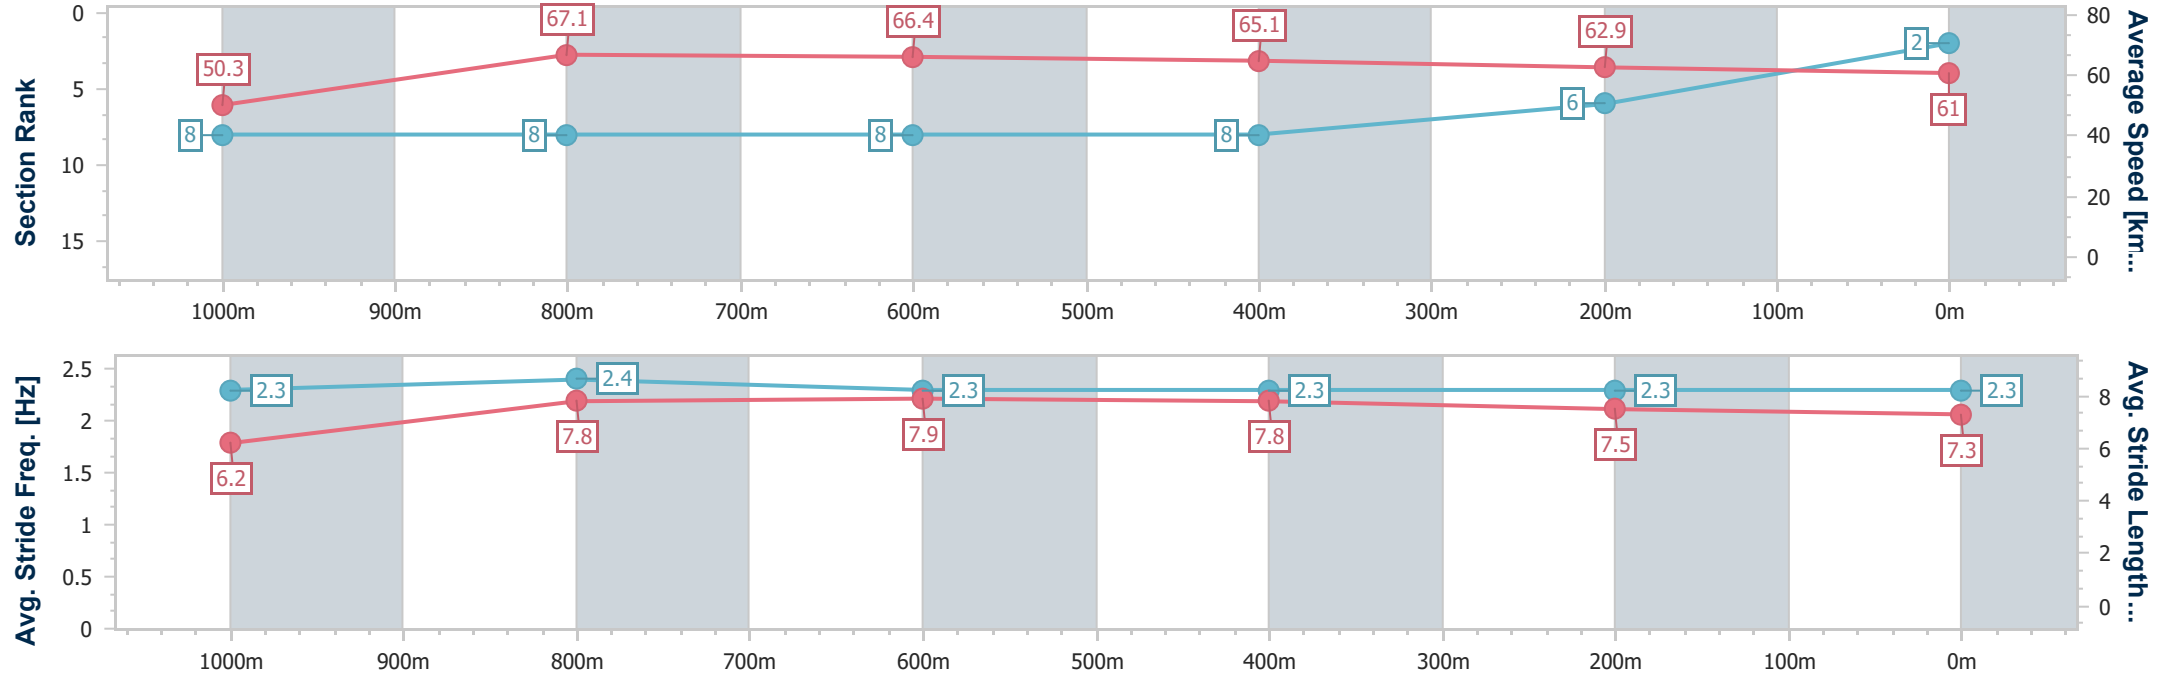 Section Rank
0
5
10
15
50.3
67.1
66.4
65.1
62.9
61
8
8
8
8
6
2
80
60
40
20
0
Average Speed [km...
1000m
900m
800m
700m
600m
500m
400m
300m
200m
100m
0m
Avg. Stride Freq. [Hz]
2.5
2
1.5
1
0.5
0
2.3
2.4
2.3
2.3
2.3
2.3
6.2
7.8
7.9
7.8
7.5
7.3
8
6
4
2
0
Avg. Stride Length...
1000m
900m
800m
700m
600m
500m
400m
300m
200m
100m
0m